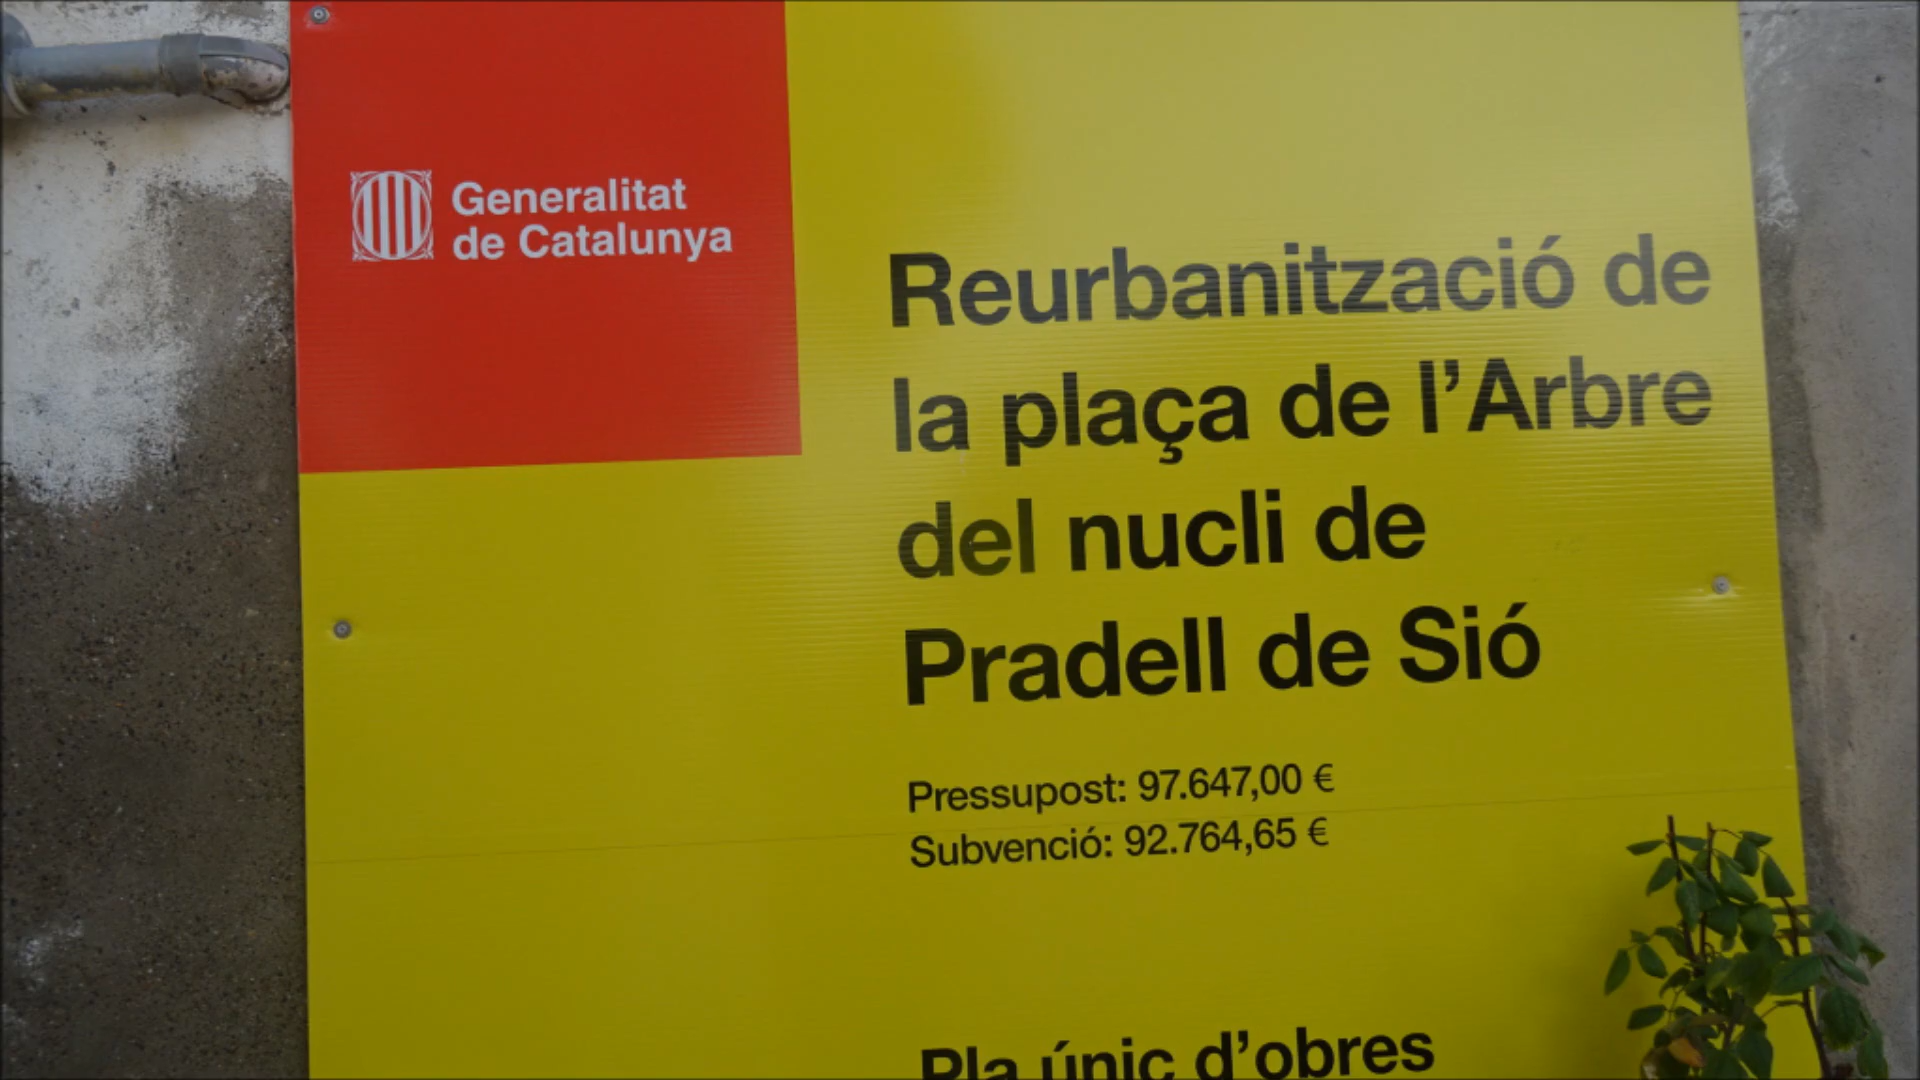 Generalitat
de Catalunya
Reurbanització de
la plaça de l'Arbre
del nucli de
Pradell de Sió
Pressupost: 97.647,00 €
Subvenció: 92.764,65 €
Pla únic d'obres